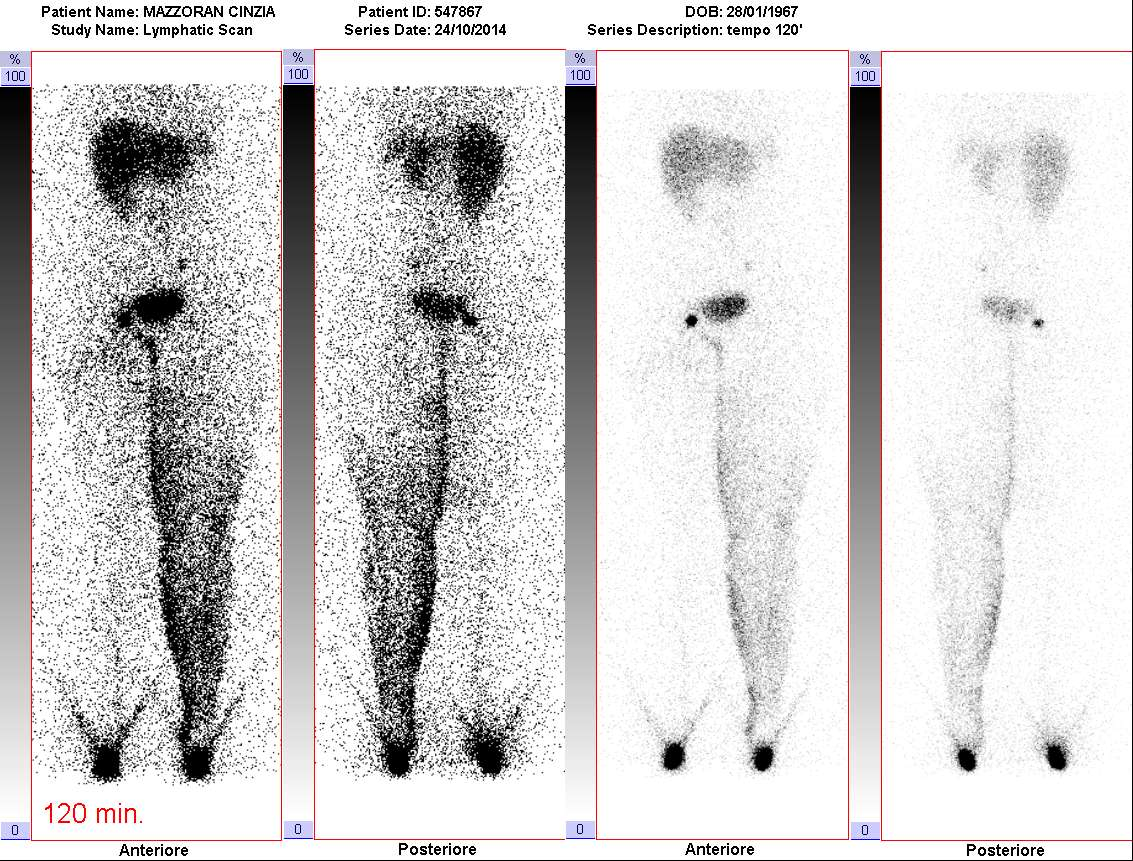 Patient Name: MAZZORAN CINZIA Patient ID: 547867 DOB: 28/01/1967
Study Name: Lymphatic Scan Series Date: 24/10/2014 Series Description: tempo 120'
% % % %
100 100 100 100
120 min.
0 0 0 0
Anteriore Posteriore Anteriore Posteriore